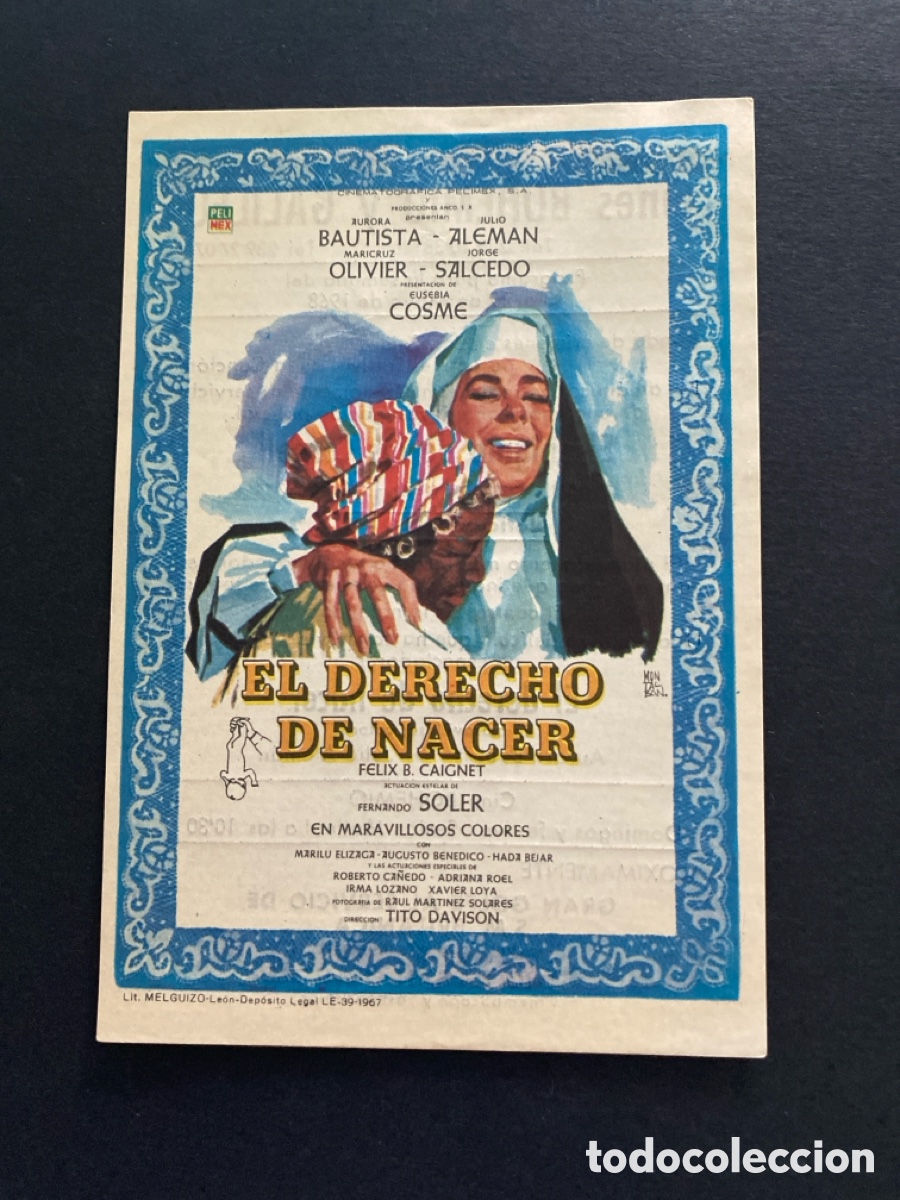 CINEMATOGRAFICA PELIMEX, S.A.
Y
PRODUCCIONES ANCO. S. A.
presentan
PELI
MEX
AURORA JULIO
BAUTISTA - ALEMAN
MARICRUZ JORGE
OLIVIER - SALCEDO
PRESENTACION DE
EUSEBIA
COSME
MON
TAL
BAN.
EL DERECHO
DE NACER
FELIX B. CAIGNET
ACTUACION ESTELAR DE
FERNANDO SOLER
EN MARAVILLOSOS COLORES
CON
MARILU ELIZAGA - AUGUSTO BENEDICO - HADA BEJAR
Y LAS ACTUACIONES ESPECIALES DE
ROBERTO CAÑEDO - ADRIANA ROEL
IRMA LOZANO XAVIER LOYA
FOTOGRAFIA DE RAUL MARTINEZ SOLARES
DIRECCION TITO DAVISON
Lit. MELGUIZO-León-Depósito Legal LE-39-1967
todocoleccion